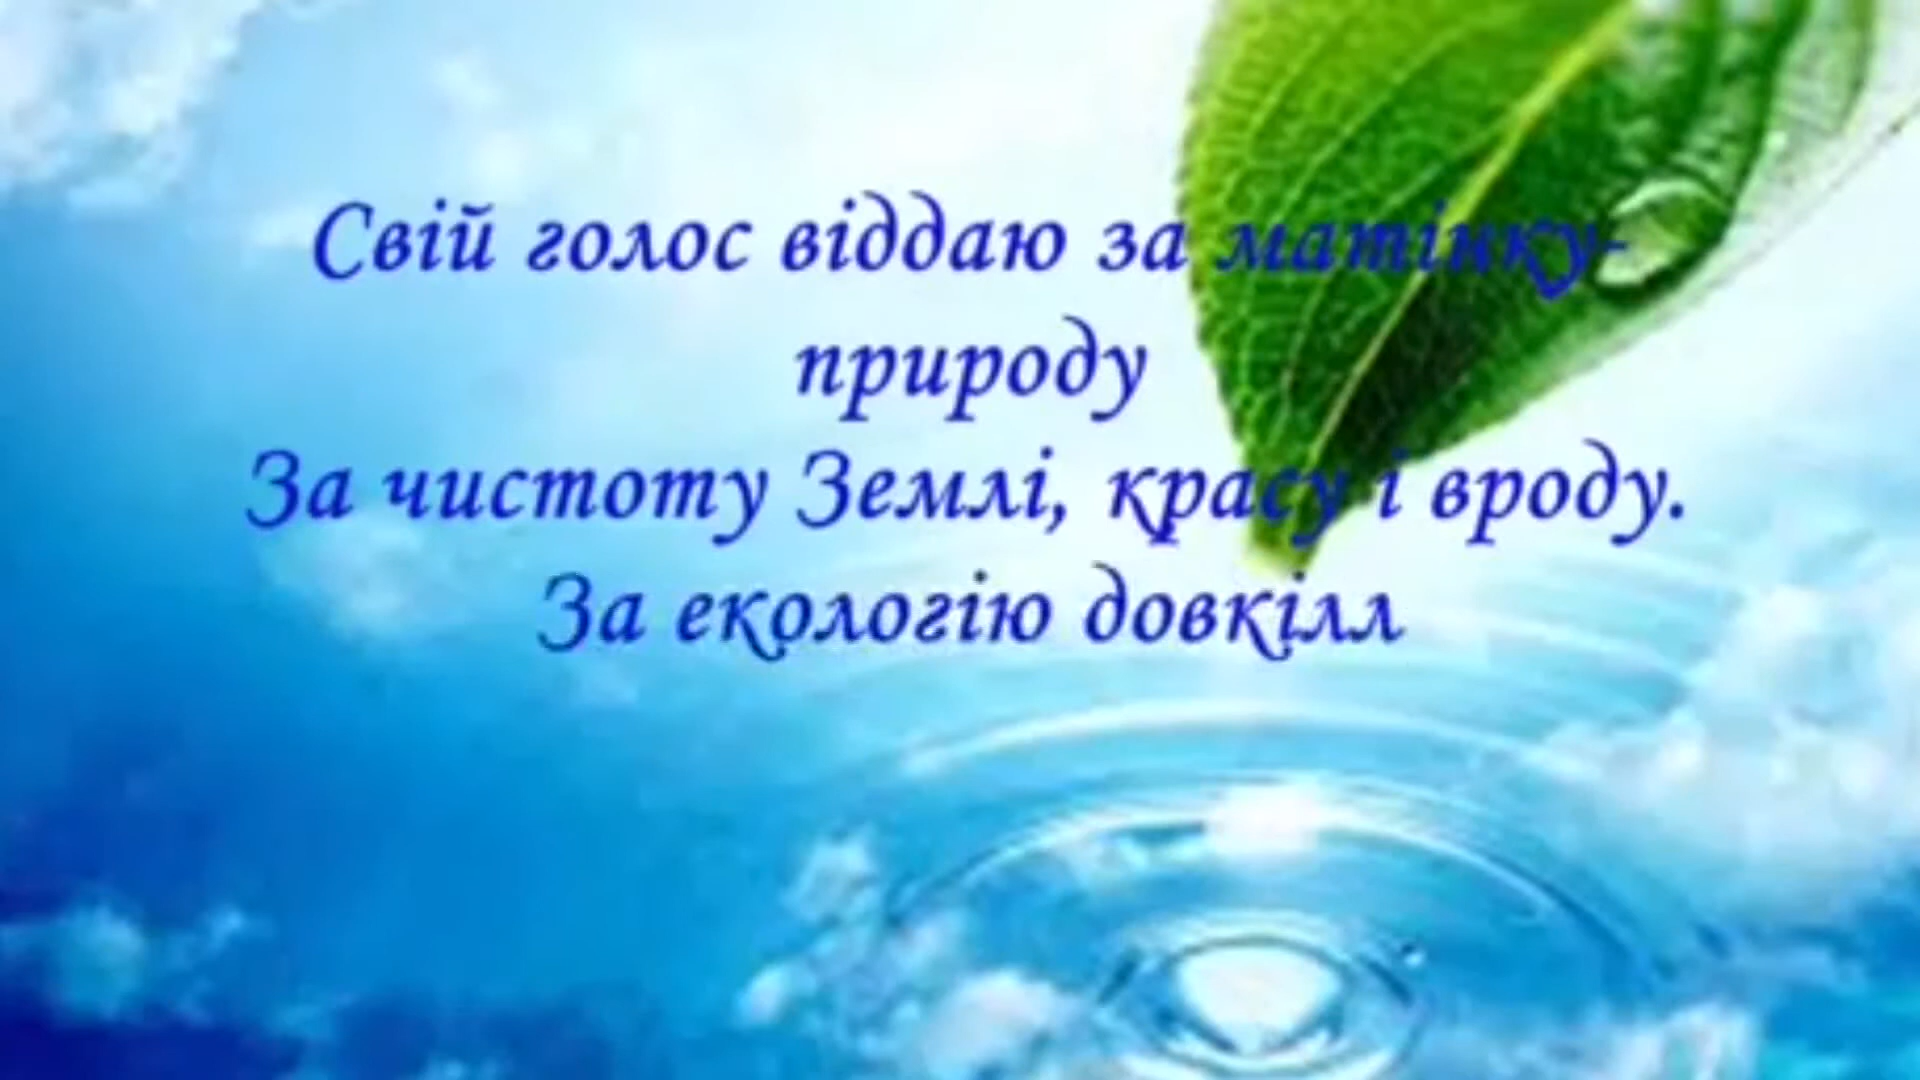 Свій голос віддаю за матінку-
природу
За чистоту Землі, красу і вроду.
За екологію довкілл